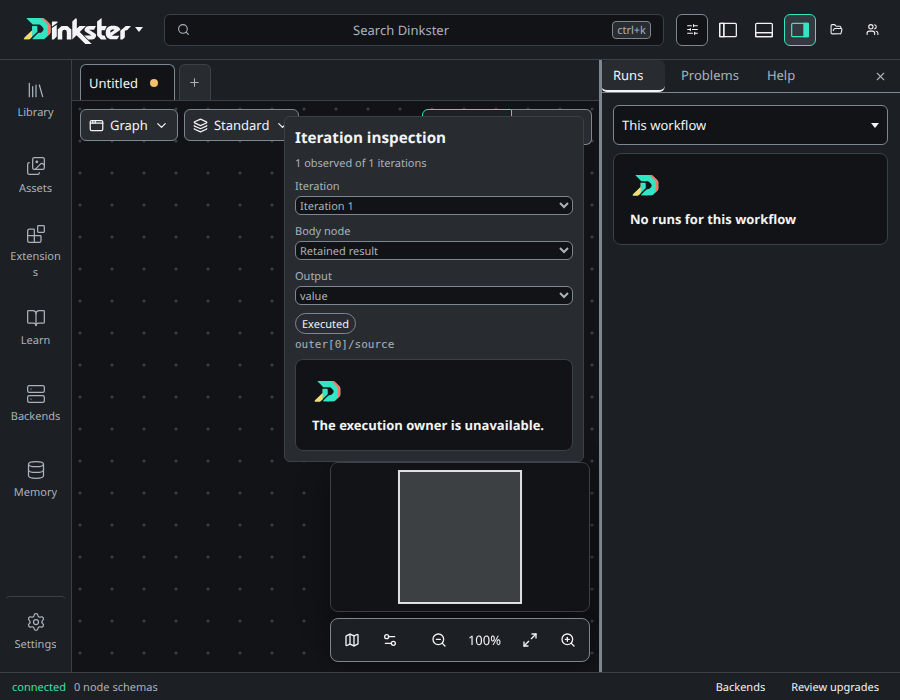 Dinkster
Search Dinkster
ctrl+k
Library
Assets
Extension
s
Learn
Backends
Memory
Settings
Untitled
+
Graph
Standard
Iteration inspection
1 observed of 1 iterations
Iteration
Iteration 1
Body node
Retained result
Output
value
Executed
outer[0]/source
The execution owner is unavailable.
100%
Runs
Problems
Help
This workflow
No runs for this workflow
connected
0 node schemas
Backends
Review upgrades